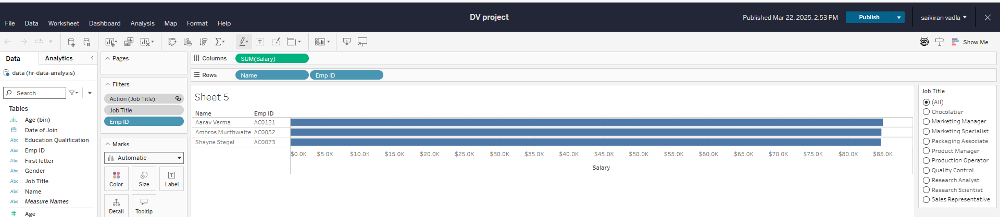 DV project
File Data Worksheet Dashboard Analysis Map Format Help
Published Mar 22, 2025, 2:53 PM Publish saikiran vadla
Show Me
Data Analytics
data (hr-data-analysis)
Search
Tables
Age (bin)
Date of Join
Abc Education Qualification
Abc Emp ID
Abc First letter
Abc Gender
Abc Job Title
Abc Name
Abc Measure Names
# Age
Pages
Filters
Action (Job Title)
Job Title
Emp ID
Marks
Automatic
Color Size Label
Detail Tooltip
Columns SUM(Salary)
Rows Name Emp ID
Sheet 5
Name Emp ID
Aarav Verma AC0121
Ambros Murthwaite AC0052
Shayne Stegel AC0073
$0.0K $5.0K $10.0K $15.0K $20.0K $25.0K $30.0K $35.0K $40.0K $45.0K $50.0K $55.0K $60.0K $65.0K $70.0K $75.0K $80.0K $85.0K
Salary
Job Title
(All)
Chocolatier
Marketing Manager
Marketing Specialist
Packaging Associate
Product Manager
Production Operator
Quality Control
Research Analyst
Research Scientist
Sales Representative